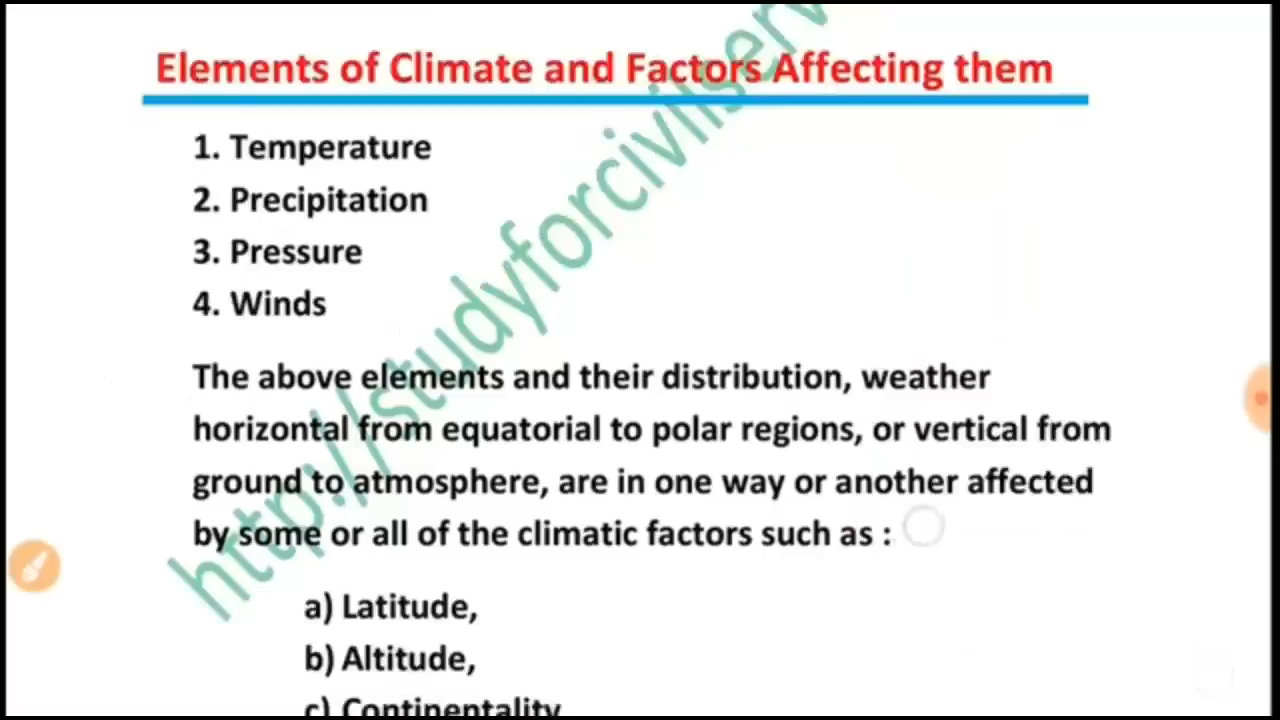 Elements of Climate and Factors Affecting them
1. Temperature
2. Precipitation
3. Pressure
4. Winds
The above elements and their distribution, weather
horizontal from equatorial to polar regions, or vertical from
ground to atmosphere, are in one way or another affected
by some or all of the climatic factors such as :
a) Latitude,
b) Altitude,
c) Continentality
http://studyforcivilserv